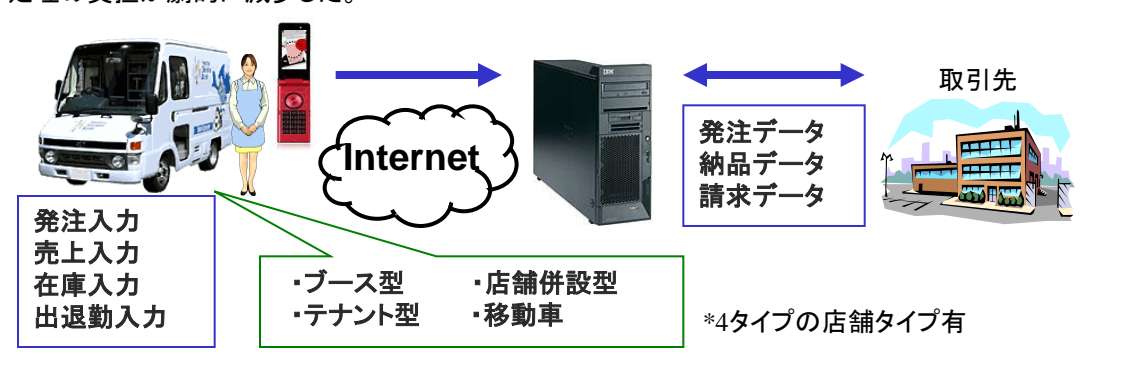 取引先
発注データ
納品データ
請求データ
Internet
IBM
発注入力
売上入力
在庫入力
出退勤入力
・ブース型 ・店舗併設型
・テナント型 ・移動車
*4タイプの店舗タイプ有